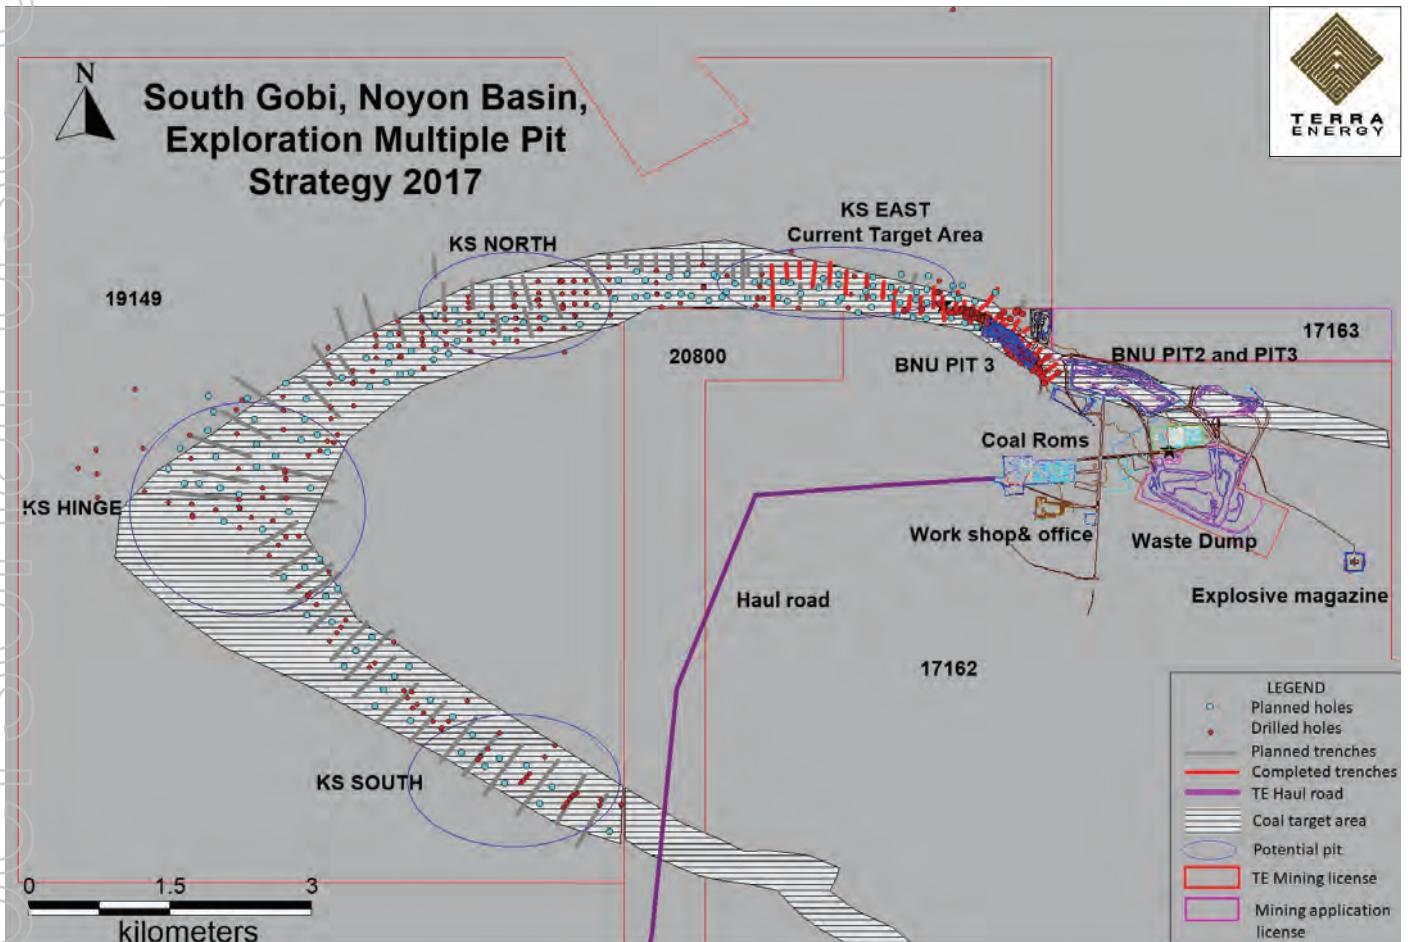 N
South Gobi, Noyon Basin,
Exploration Multiple Pit
Strategy 2017
TERRA
ENERGY
KS EAST
Current Target Area
KS NORTH
19149
17163
20800
BNU PIT 3
BNU PIT2 and PIT3
Coal Roms
KS HINGE
Work shop& office
Waste Dump
Explosive magazine
Haul road
17162
KS SOUTH
LEGEND
Planned holes
Drilled holes
Planned trenches
Completed trenches
TE Haul road
Coal target area
Potential pit
TE Mining license
Mining application
license
0 1.5 3
kilometers